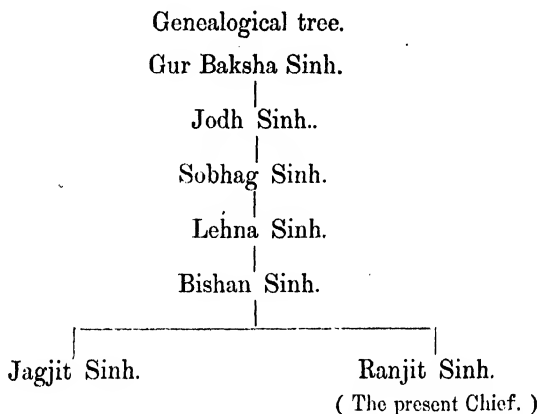 Genealogical tree.
Gur Baksha Sinh.
Jodh Sinh..
Sobhag Sinh.
Lehna Sinh.
Bishan Sinh.
Jagjit Sinh. Ranjit Sinh.
( The present Chief. )